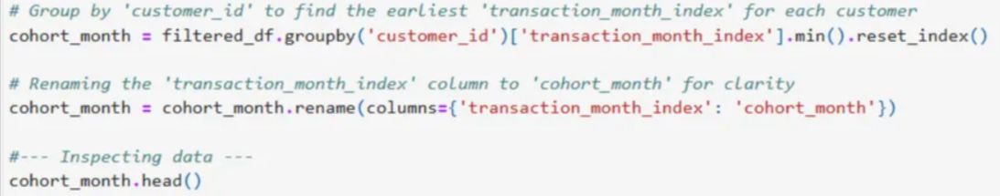 # Group by 'customer_id' to find the earliest 'transaction_month_index' for each customer
cohort_month = filtered_df.groupby('customer_id')['transaction_month_index'].min().reset_index()
# Renaming the 'transaction_month_index' column to 'cohort_month' for clarity
cohort_month = cohort_month.rename(columns={'transaction_month_index': 'cohort_month'})
#--- Inspecting data ---
cohort_month.head()